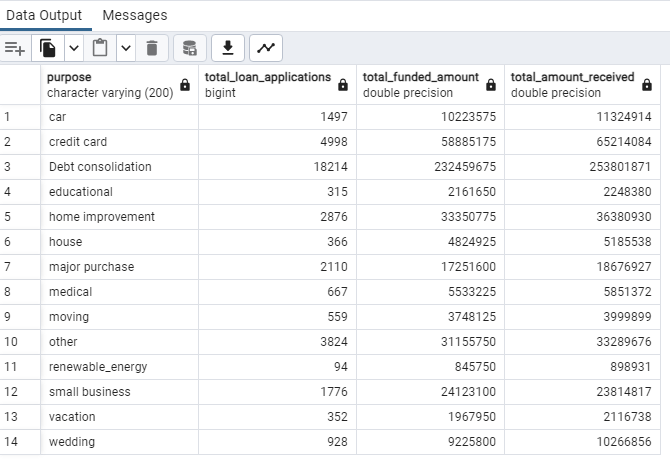 Data Output Messages
purpose total_loan_applications total_funded_amount total_amount_received
character varying (200) bigint double precision double precision
1 car 1497 10223575 11324914
2 credit card 4998 58885175 65214084
3 Debt consolidation 18214 232459675 253801871
4 educational 315 2161650 2248380
5 home improvement 2876 33350775 36380930
6 house 366 4824925 5185538
7 major purchase 2110 17251600 18676927
8 medical 667 5533225 5851372
9 moving 559 3748125 3999899
10 other 3824 31155750 33289676
11 renewable_energy 94 845750 898931
12 small business 1776 24123100 23814817
13 vacation 352 1967950 2116738
14 wedding 928 9225800 10266856